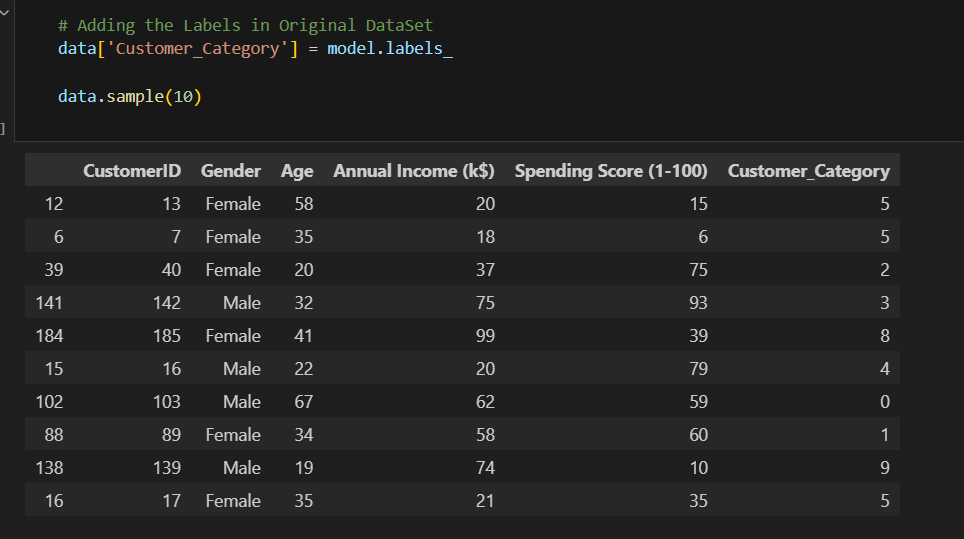 # Adding the Labels in Original DataSet
data['Customer_Category'] = model.labels_
data.sample(10)
]
CustomerID Gender Age Annual Income (k$) Spending Score (1-100) Customer_Category
12 13 Female 58 20 15 5
6 7 Female 35 18 6 5
39 40 Female 20 37 75 2
141 142 Male 32 75 93 3
184 185 Female 41 99 39 8
15 16 Male 22 20 79 4
102 103 Male 67 62 59 0
88 89 Female 34 58 60 1
138 139 Male 19 74 10 9
16 17 Female 35 21 35 5